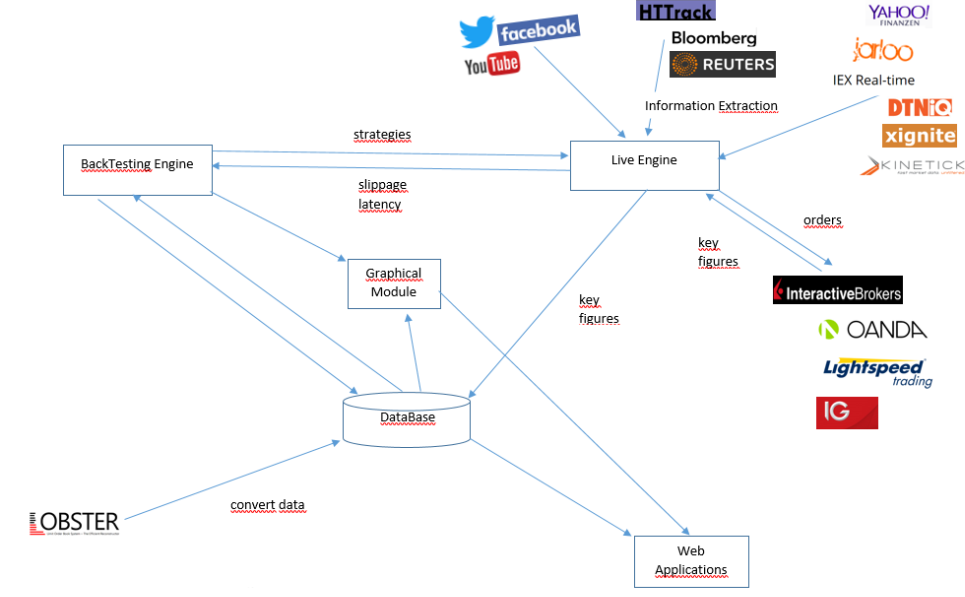 HTTrack
facebook
YouTube
Bloomberg
REUTERS
YAHOO!
FINANZEN
jarloo
IEX Real-time
Information Extraction
DTNiQ
xignite
KINETICK
strategies
BackTesting Engine
Live Engine
slippage
latency
orders
key
figures
Graphical
Module
InteractiveBrokers
key
figures
OANDA
Lightspeed
trading
IG
DataBase
convert data
LOBSTER
Web
Applications